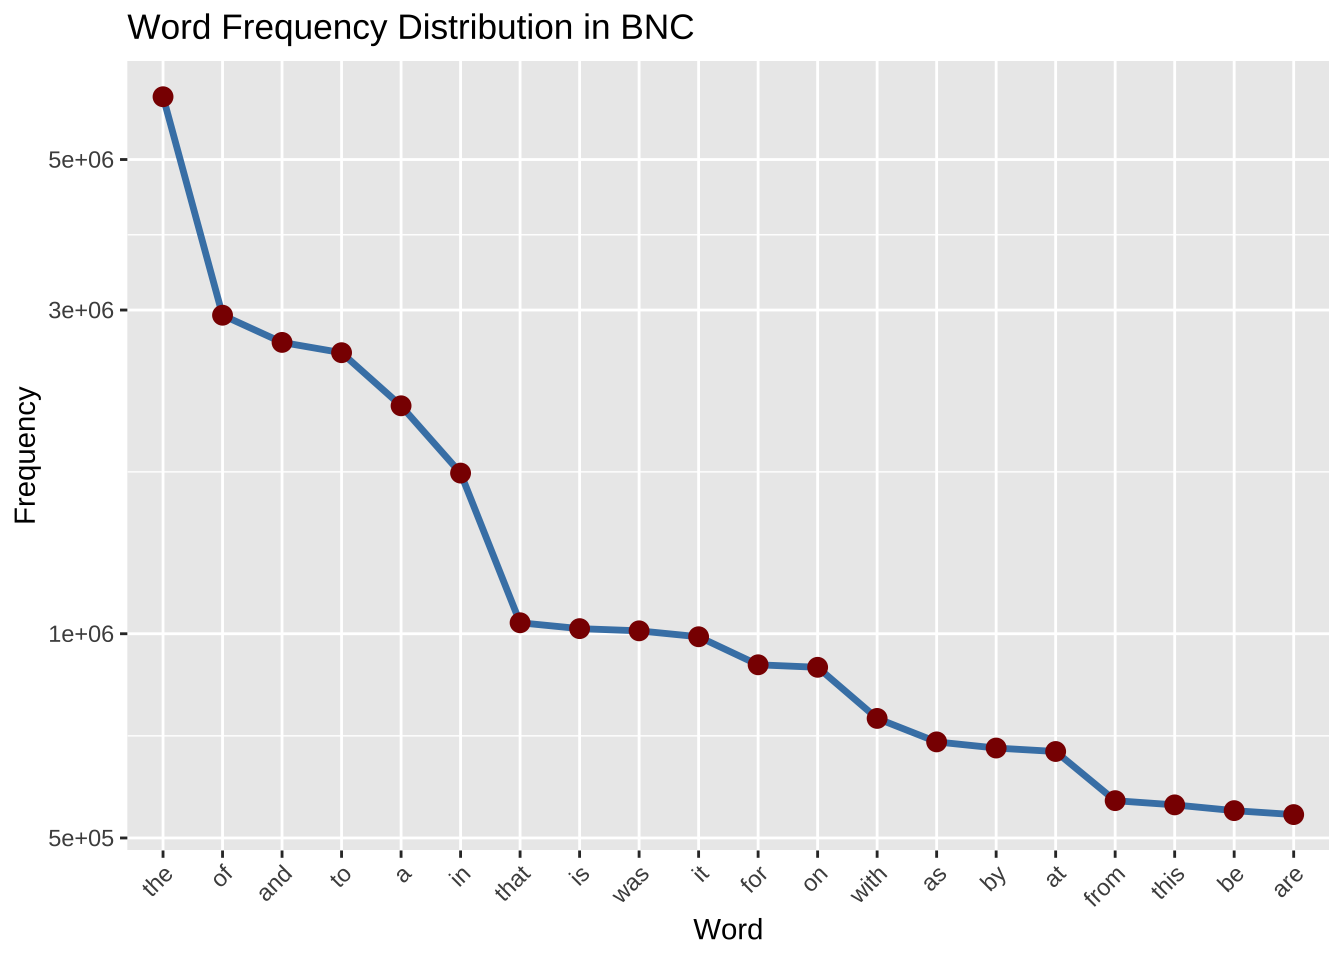 Word Frequency Distribution in BNC
Frequency
5e+06
3e+06
1e+06
5e+05
the of and to a in that is was it for on with as by at from this be are
Word